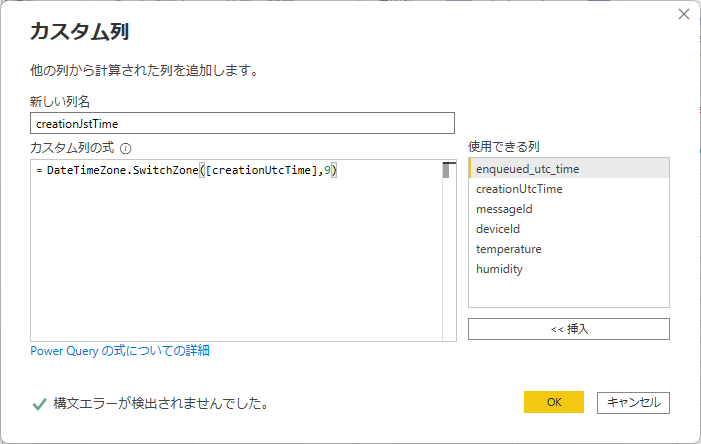 カスタム列
他の列から計算された列を追加します。
新しい列名
creationJstTime
カスタム列の式
使用できる列
= DateTimeZone.SwitchZone([creationUtcTime],9)
enqueued_utc_time
creationUtcTime
messageId
deviceId
temperature
humidity
<< 挿入
Power Query の式についての詳細
構文エラーが検出されませんでした。
OK
キャンセル